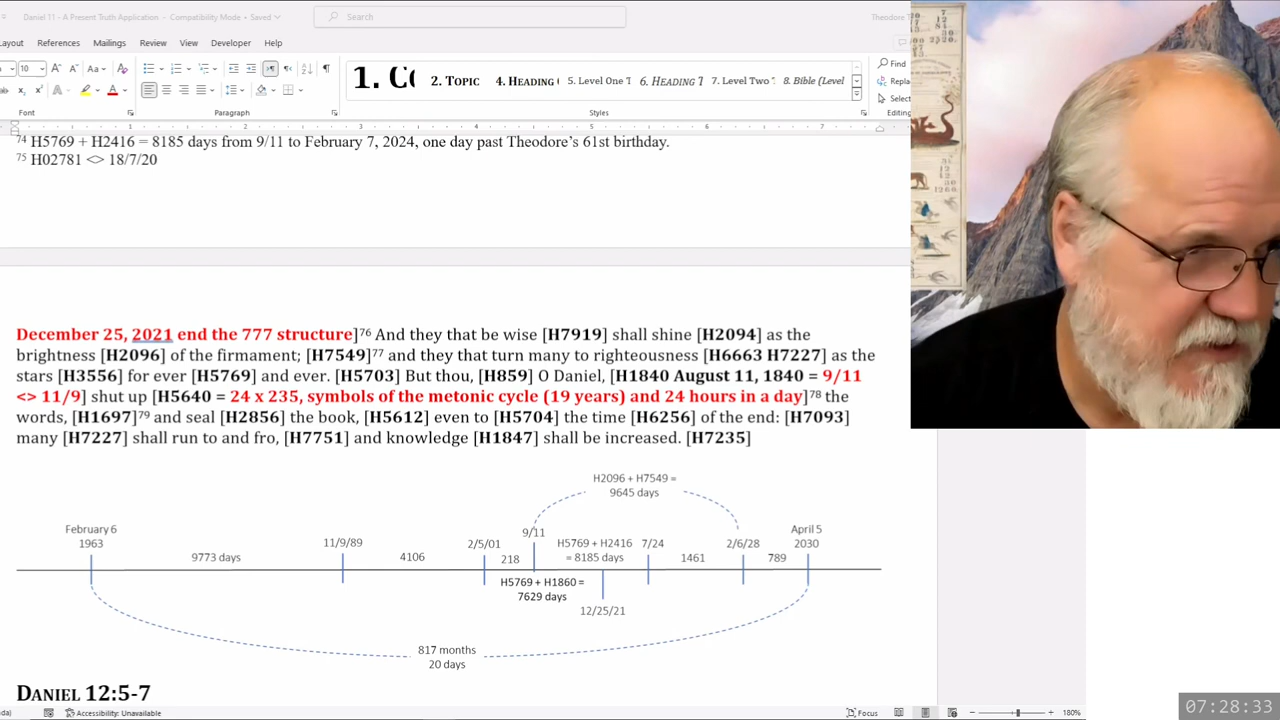 Daniel 11 - A Present Truth Application - Compatibility Mode • Saved
Search
Theodore T
Layout References Mailings Review View Developer Help
10
Aa
Font
Paragraph
1. Co
2. Topic
4. Heading
5. Level One T
6. Heading T
7. Level Two T
8. Bible (Level
Styles
Find
Repla
Select
Editing
74 H5769 + H2416 = 8185 days from 9/11 to February 7, 2024, one day past Theodore's 61st birthday.
75 H02781 <> 18/7/20
December 25, 2021 end the 777 structure]76 And they that be wise [H7919] shall shine [H2094] as the
brightness [H2096] of the firmament; [H7549]77 and they that turn many to righteousness [H6663 H7227] as the
stars [H3556] for ever [H5769] and ever. [H5703] But thou, [H859] O Daniel, [H1840 August 11, 1840 = 9/11
<> 11/9] shut up [H5640 = 24 x 235, symbols of the metonic cycle (19 years) and 24 hours in a day]78 the
words, [H1697]79 and seal [H2856] the book, [H5612] even to [H5704] the time [H6256] of the end: [H7093]
many [H7227] shall run to and fro, [H7751] and knowledge [H1847] shall be increased. [H7235]
H2096 + H7549 =
9645 days
February 6
1963
9773 days
11/9/89
4106
2/5/01
218
9/11
H5769 + H2416
= 8185 days
7/24
1461
2/6/28
789
April 5
2030
H5769 + H1860 =
7629 days
12/25/21
817 months
20 days
Daniel 12:5-7
Accessibility: Unavailable
Focus
180%
07:28:33